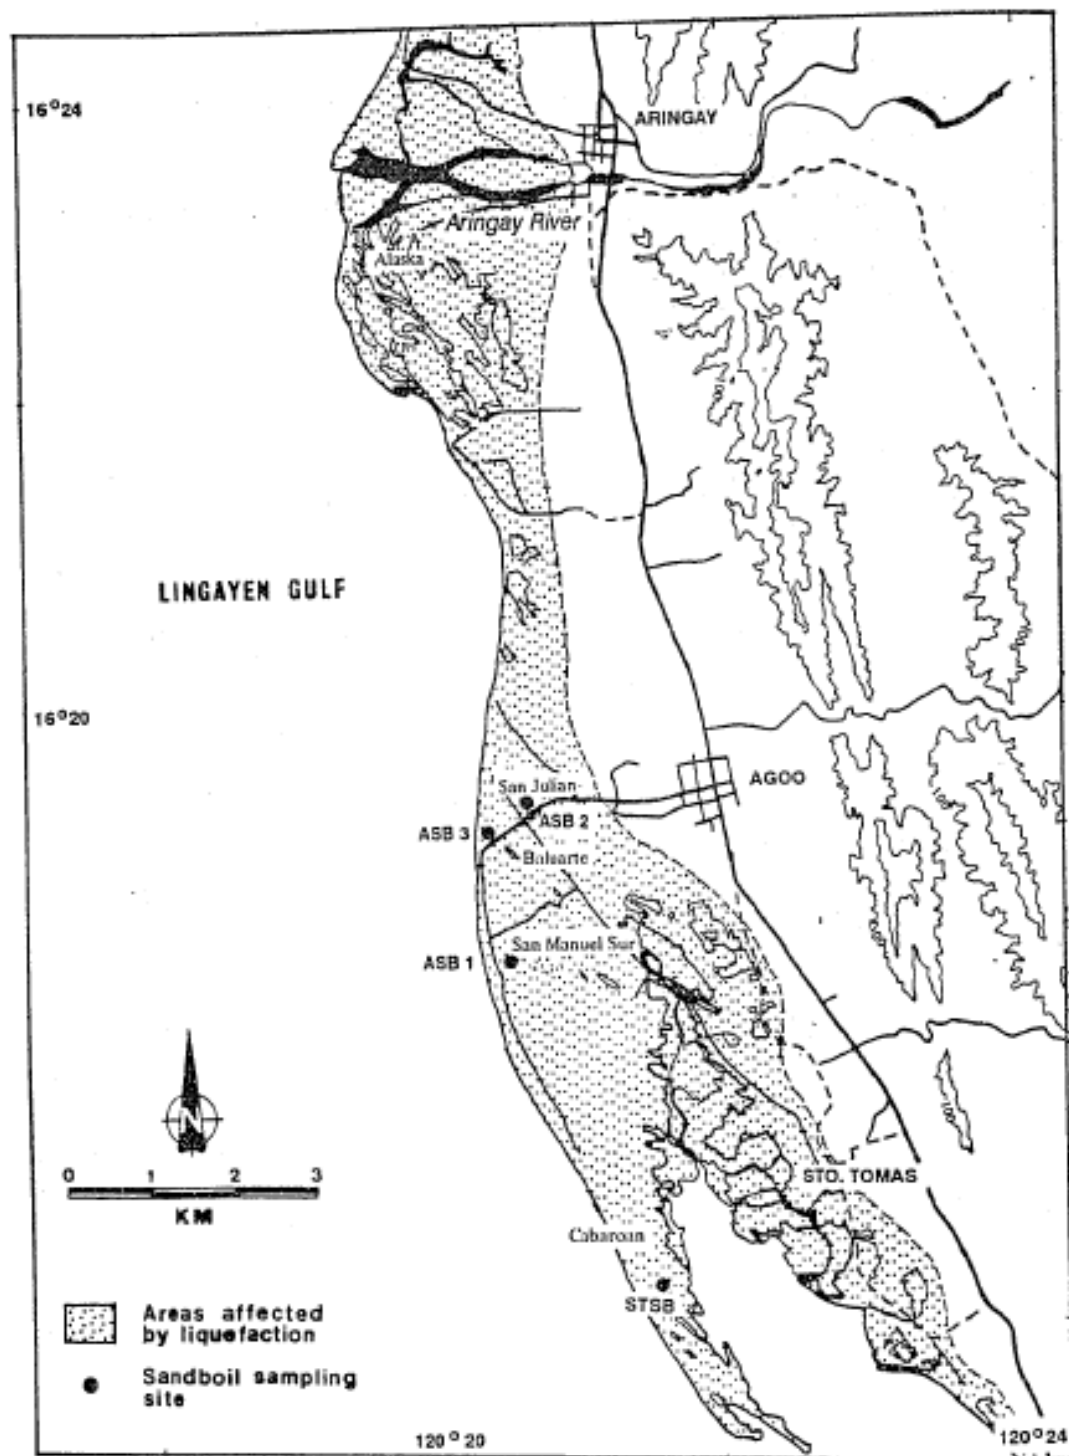 16°24
ARINGAY
Aringay River
Alaska
LINGAYEN GULF
16°20
AGOO
San Julian
ASB 2
ASB 3
Baluarte
San Manuel Sur
ASB 1
100
N
0 1 2 3
KM
STO. TOMAS
Cabaroan
STSB
Areas affected
by liquefaction
Sandboil sampling
site
120°20
120°24